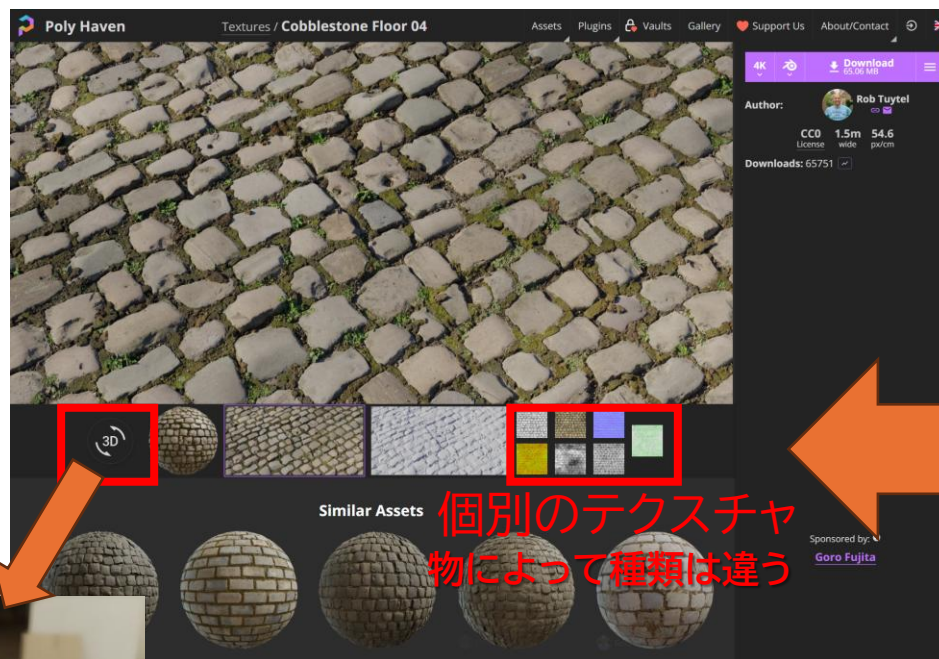 Poly Haven
Textures / Cobblestone Floor 04
Assets
Plugins
Vaults
Gallery
Support Us
About/Contact
4K
Download
65.06 MB
Author:
Rob Tuytel
CC0
License
1.5m
wide
54.6
px/cm
Downloads: 65751
3D
Similar Assets
個別のテクスチャ
物によって種類は違う
Sponsored by:
Goro Fujita